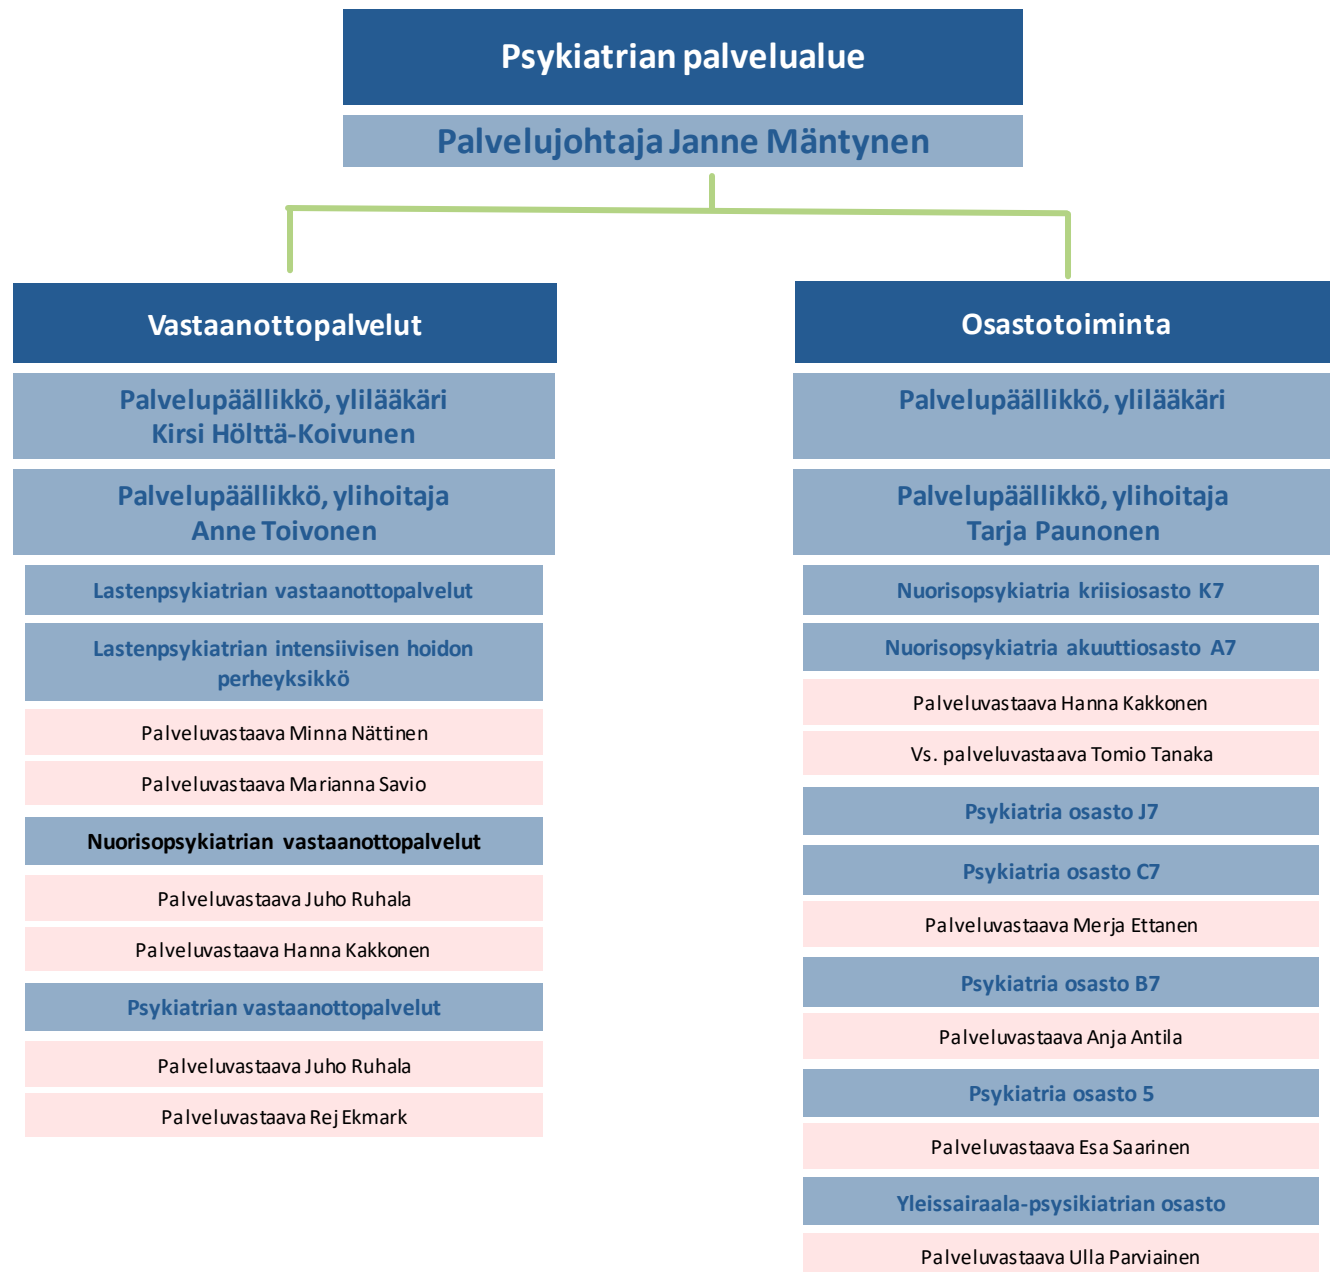 Psykiatrian palvelualue
Palvelujohtaja Janne Mäntynen
Vastaanottopalvelut
Palvelupäällikkö, ylilääkäri
Kirsi Hölttä-Koivunen
Palvelupäällikkö, ylihoitaja
Anne Toivonen
Lastenpsykiatrian vastaanottopalvelut
Lastenpsykiatrian intensiivisen hoidon
perheyksikkö
Palveluvastaava Minna Nättinen
Palveluvastaava Marianna Savio
Nuorisopsykiatrian vastaanottopalvelut
Palveluvastaava Juho Ruhala
Palveluvastaava Hanna Kakkonen
Psykiatrian vastaanottopalvelut
Palveluvastaava Juho Ruhala
Palveluvastaava Rej Ekmark
Osastotoiminta
Palvelupäällikkö, ylilääkäri
Palvelupäällikkö, ylihoitaja
Tarja Paunonen
Nuorisopsykiatria kriisiosasto K7
Nuorisopsykiatria akuuttiosasto A7
Palveluvastaava Hanna Kakkonen
Vs. palveluvastaava Tomio Tanaka
Psykiatria osasto J7
Psykiatria osasto C7
Palveluvastaava Merja Ettanen
Psykiatria osasto B7
Palveluvastaava Anja Antila
Psykiatria osasto 5
Palveluvastaava Esa Saarinen
Yleissairaala-psysikiatrian osasto
Palveluvastaava Ulla Parviainen